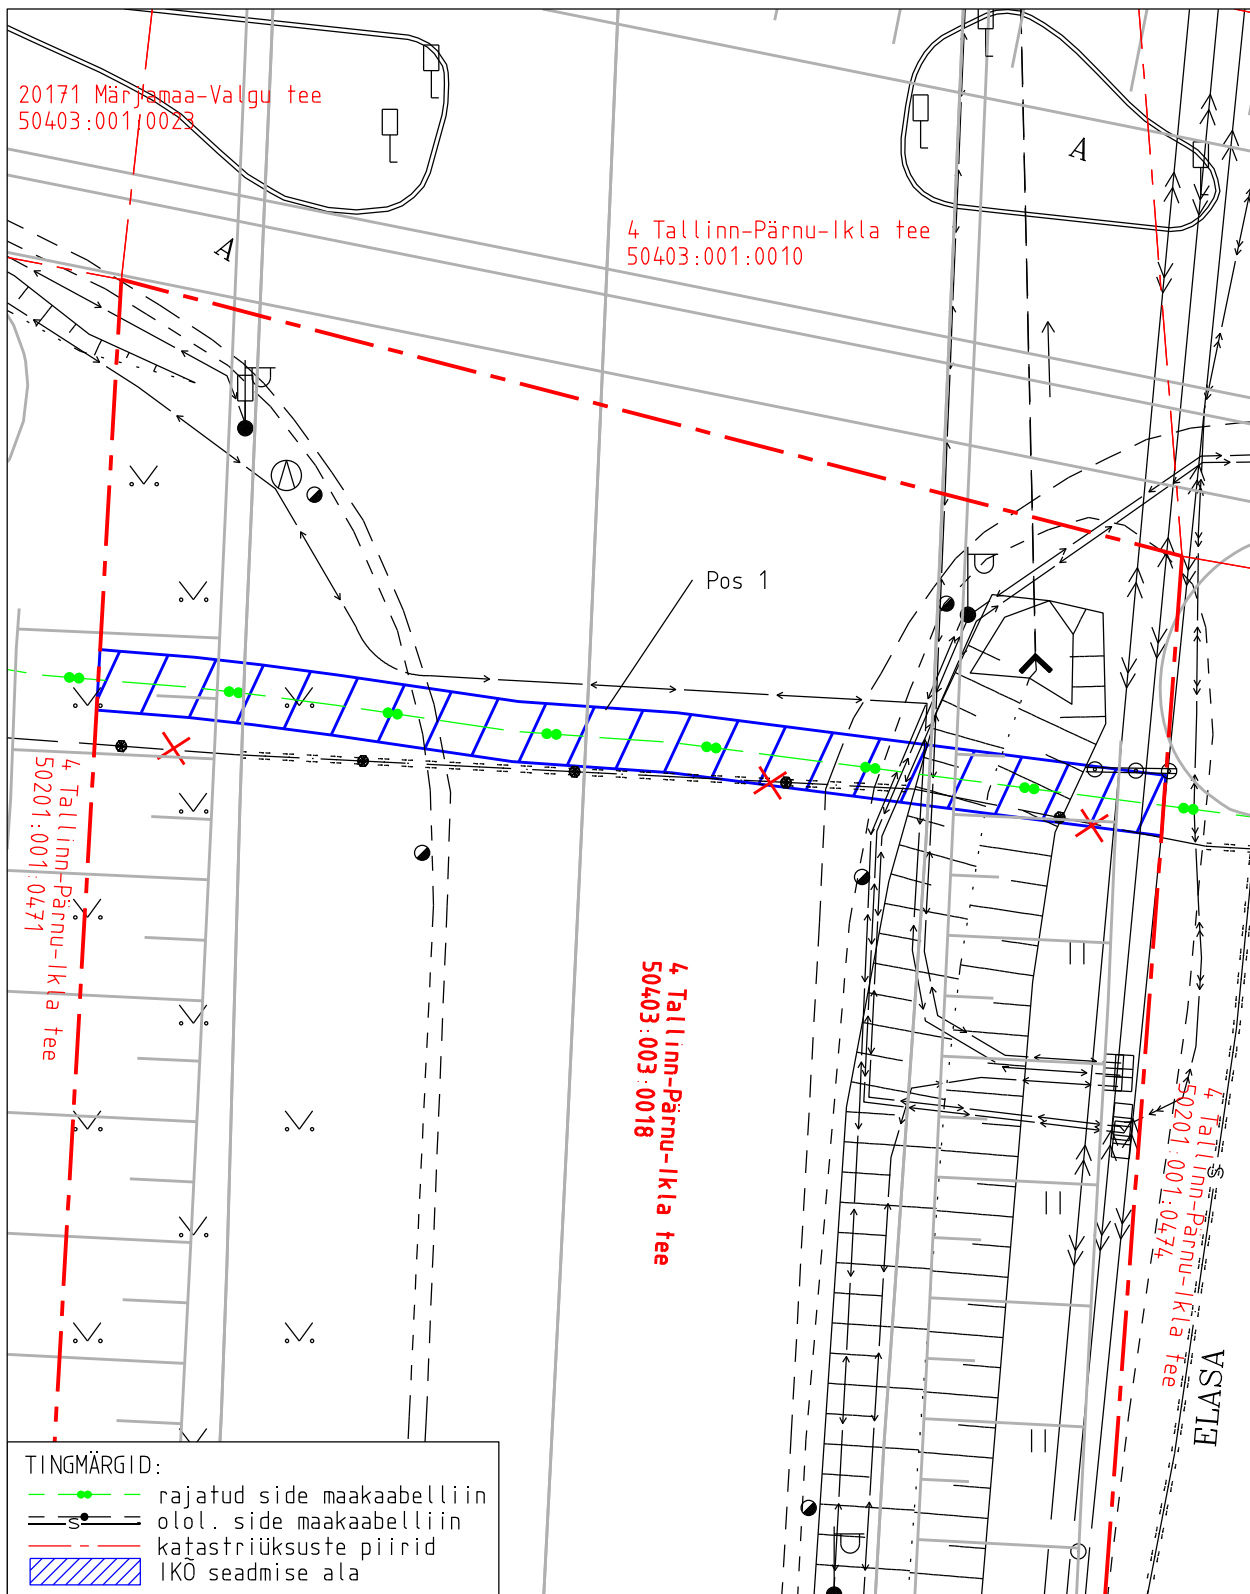 20171 Märjamaa-Valgu tee
50403:001:0023
A
4 Tallinn-Pärnu-Ikla tee
50403:001:0010
A
Pos 1
4 Tallinn-Pärnu-Ikla tee
50201:001:0471
4 Tallinn-Pärnu-Ikla tee
50403:003:0018
4 Tallinn-Pärnu-Ikla tee
50201:001:0474
S
ELASA
TINGMÄRGID:
rajatud side maakaabelliin
S
olol. side maakaabelliin
katastriüksuste piirid
IKÕ seadmise ala